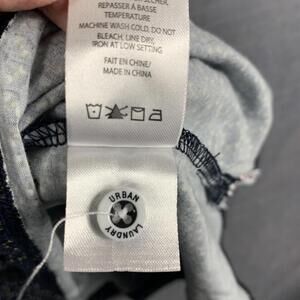 REPASSER À BASSE
TEMPÉRATURE
MACHINE WASH COLD, DO NOT
BLEACH, LINE DRY,
IRON AT LOW SETTING
FAIT EN CHINE/
MADE IN CHINA
URBAN
LAUNDRY